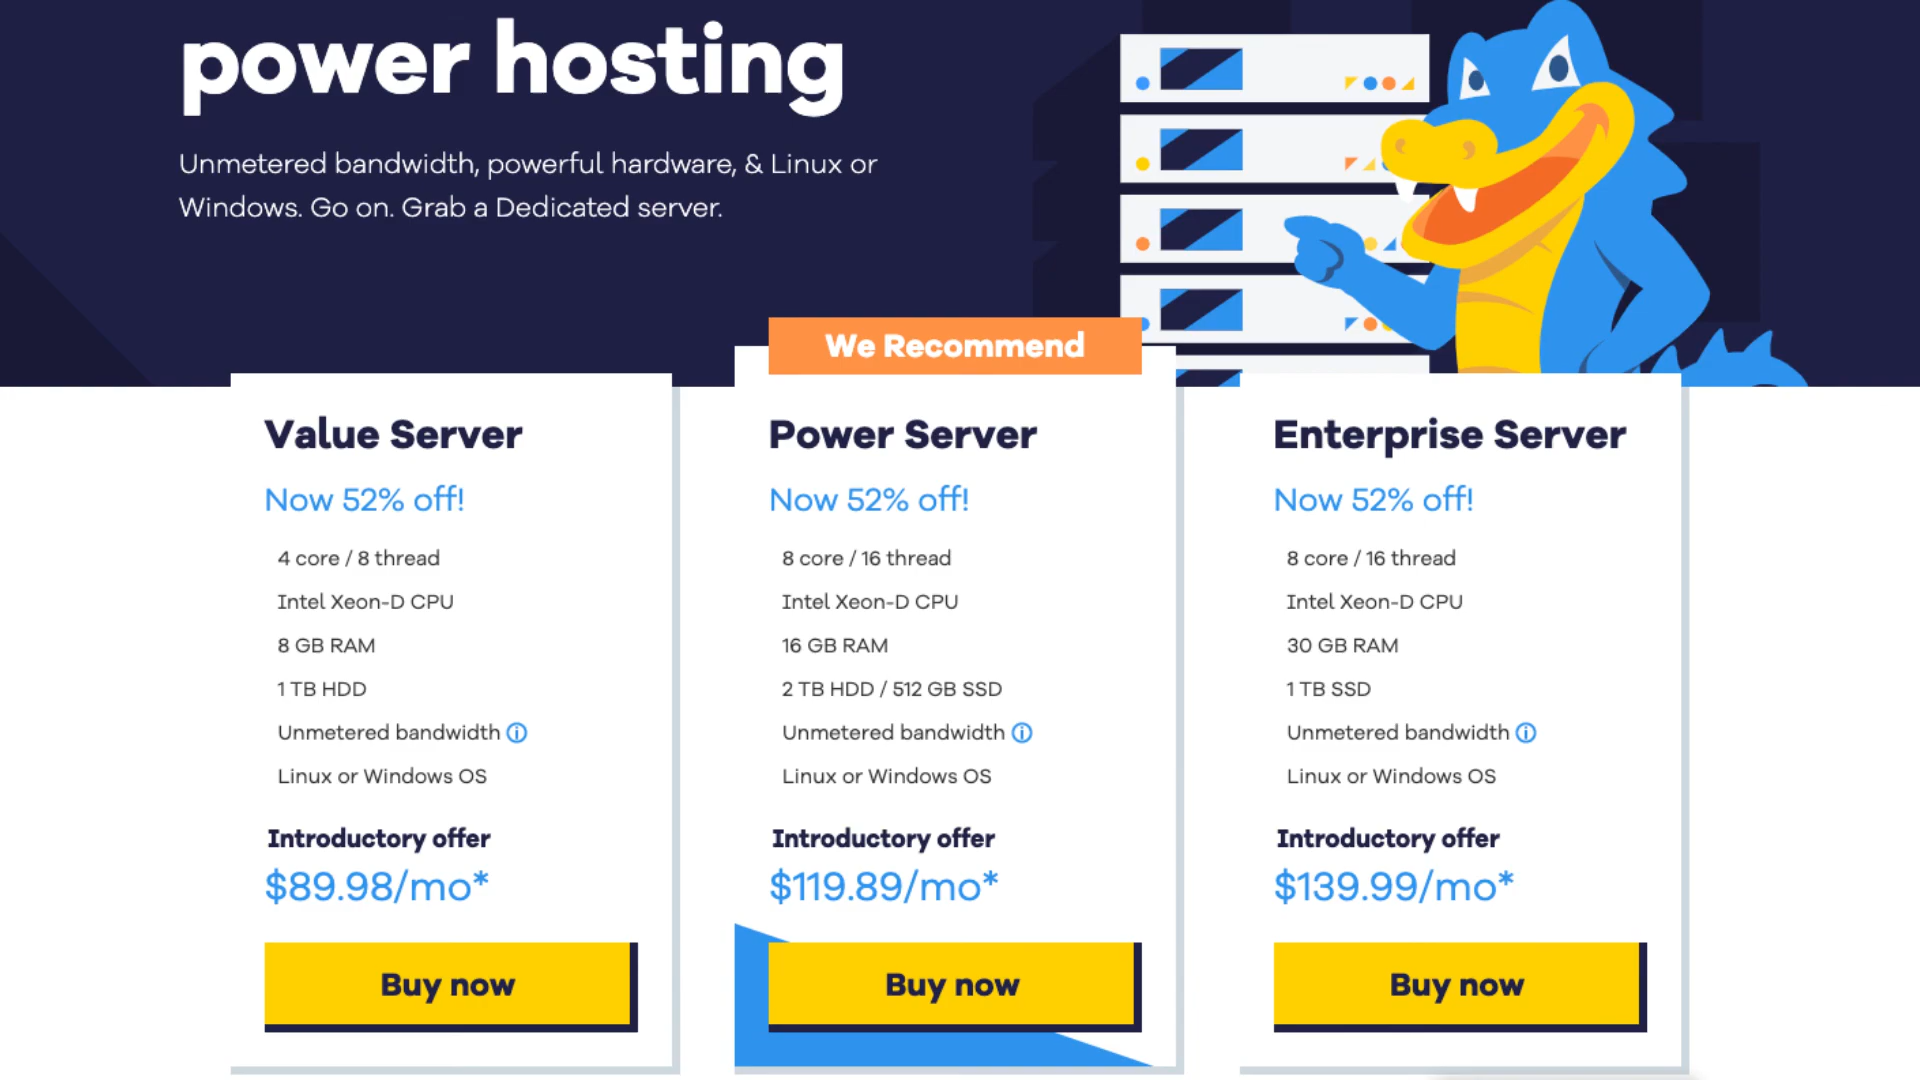 power hosting
Unmetered bandwidth, powerful hardware, & Linux or
Windows. Go on. Grab a Dedicated server.
Value Server
Now 52% off!
4 core / 8 thread
Intel Xeon-D CPU
8 GB RAM
1 TB HDD
Unmetered bandwidth
Linux or Windows OS
Introductory offer
$89.98/mo*
Buy now
We Recommend
Power Server
Now 52% off!
8 core / 16 thread
Intel Xeon-D CPU
16 GB RAM
2 TB HDD / 512 GB SSD
Unmetered bandwidth
Linux or Windows OS
Introductory offer
$119.89/mo*
Buy now
Enterprise Server
Now 52% off!
8 core / 16 thread
Intel Xeon-D CPU
30 GB RAM
1 TB SSD
Unmetered bandwidth
Linux or Windows OS
Introductory offer
$139.99/mo*
Buy now